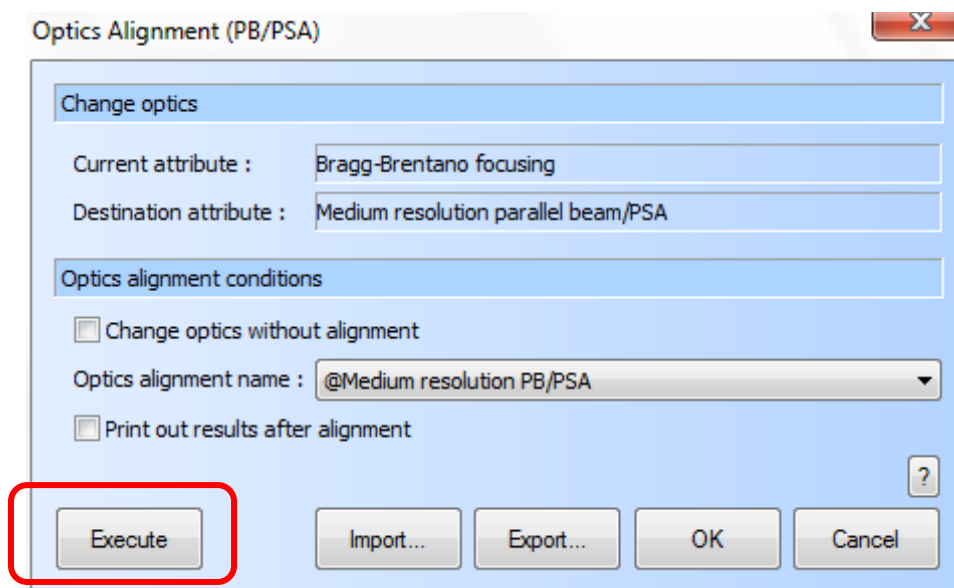 Optics Alignment (PB/PSA)
x
Change optics
Current attribute : Bragg-Brentano focusing
Destination attribute : Medium resolution parallel beam/PSA
Optics alignment conditions
Change optics without alignment
Optics alignment name : @Medium resolution PB/PSA
Print out results after alignment
?
Execute Import... Export... OK Cancel